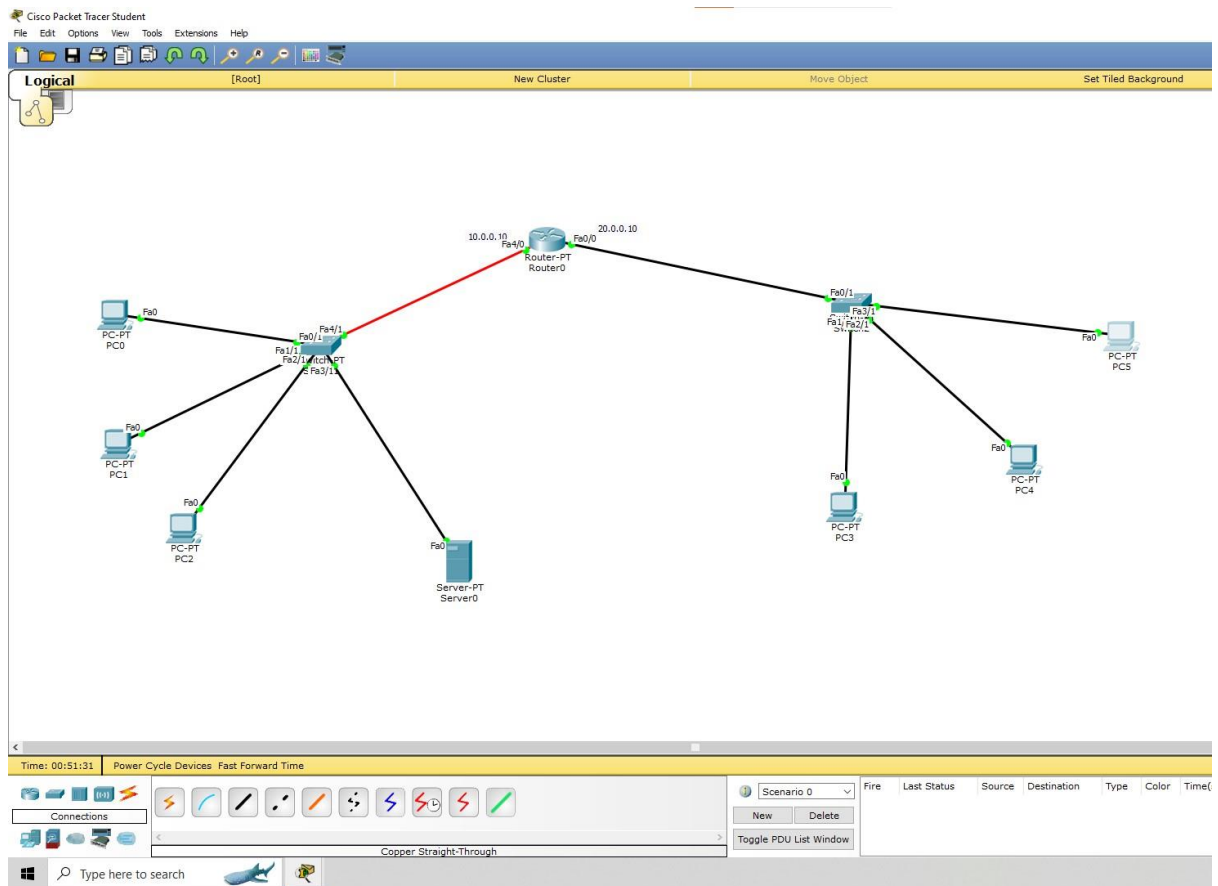 Cisco Packet Tracer Student
File Edit Options View Tools Extensions Help
Logical [Root] New Cluster Move Object Set Tiled Background
10.0.0.10
Fa4/0
Fa0/0
20.0.0.10
Router-PT
Router0
Fa0
PC-PT
PC0
Fa4/1
Fa0/1
Fa1/1
Fa2/1
Fa3/1
Fa0
PC-PT
PC1
Fa0
PC-PT
PC2
Fa0
Server-PT
Server0
Fa0/1
Fa3/1
Fa2/1
Fa0
PC-PT
PC5
Fa0
PC-PT
PC4
Fa0
PC-PT
PC3
Time: 00:51:31 Power Cycle Devices Fast Forward Time
Connections
Copper Straight-Through
Scenario 0
New Delete
Toggle PDU List Window
Fire Last Status Source Destination Type Color
Type here to search